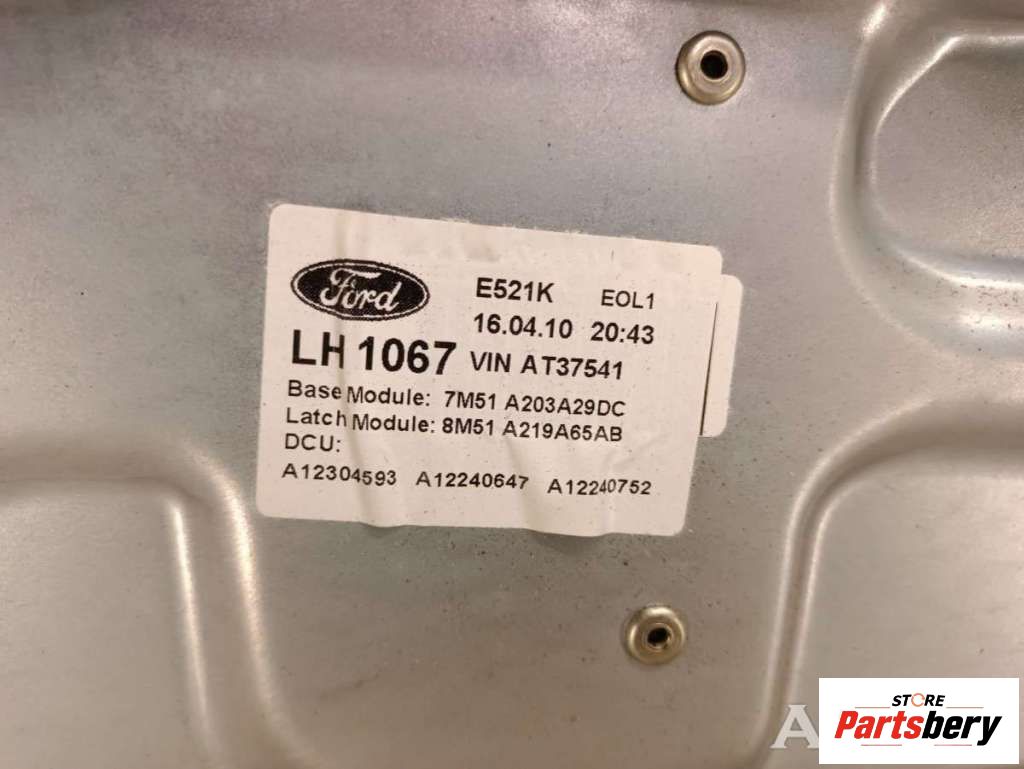 Ford
E521K EOL1
16.04.10 20:43
LH 1067 VIN AT37541
Base Module: 7M51 A203A29DC
Latch Module: 8M51 A219A65AB
DCU:
A12304593 A12240647 A12240752
A
STORE
Partsbery